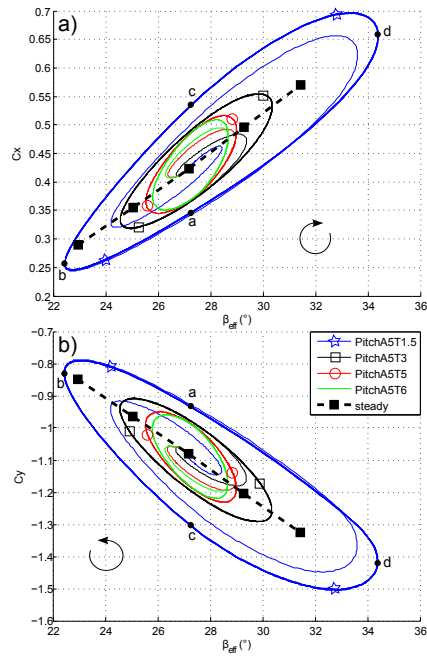 a)
0.7
0.65
0.6
0.55
0.5
0.45
0.4
0.35
0.3
0.25
0.2
Cx
d
c
a
b
22 24 26 28 30 32 34 36
βeff (°)
b)
-0.7
-0.8
-0.9
-1
-1.1
-1.2
-1.3
-1.4
-1.5
-1.6
Cy
PitchA5T1.5
PitchA5T3
PitchA5T5
PitchA5T6
steady
b
a
c
d
22 24 26 28 30 32 34 36
βeff (°)